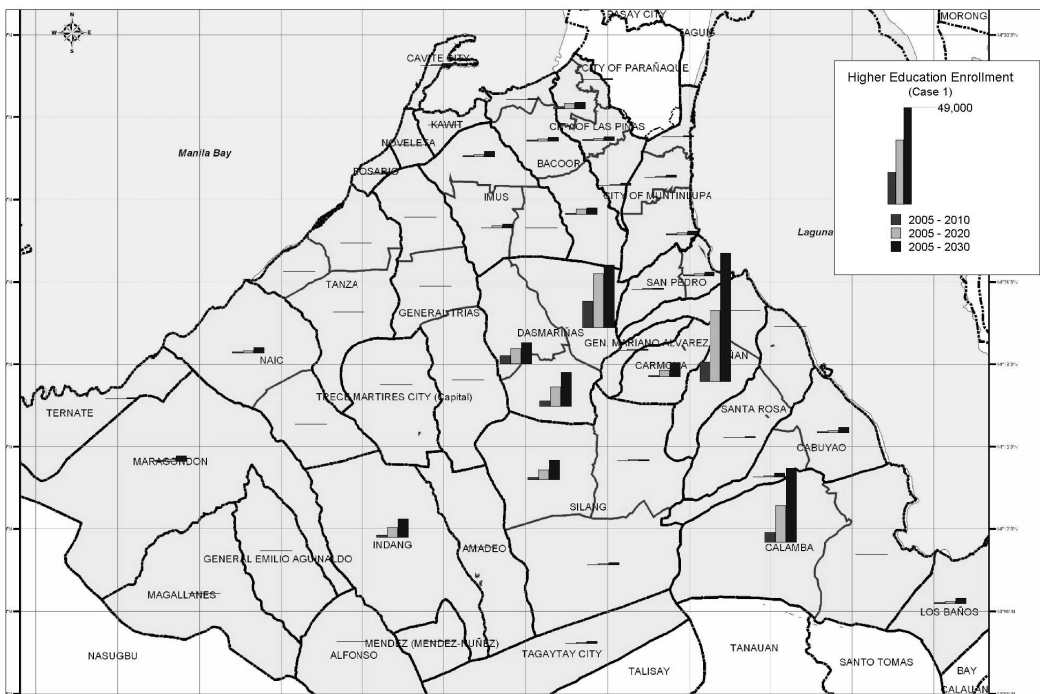 N
W E
S
PASAY CITY
MORONG
TAGUIG
CAVITE CITY
CITY OF PARAÑAQUE
Higher Education Enrollment
(Case 1)
49,000
KAWIT
CITY OF LAS PIÑAS
NOVELETA
Manila Bay
BACOOR
ROSARIO
IMUS
CITY OF MUNTINLUPA
2005 - 2010
Laguna
2005 - 2020
2005 - 2030
SAN PEDRO
TANZA
GENERAL TRIAS
DASMARIÑAS
GEN. MARIANO ALVAREZ
NAIC
CARMONA
TRECE MARTIRES CITY (Capital)
TERNATE
SANTA ROSA
CABUYAO
MARAGONDON
SILANG
INDANG
AMADEO
CALAMBA
GENERAL EMILIO AGUINALDO
MAGALLANES
LOS BAÑOS
MENDEZ (MENDEZ-NUÑEZ)
NASUGBU
ALFONSO
TAGAYTAY CITY
TANAUAN
SANTO TOMAS
TALISAY
BAY
CALAUAN